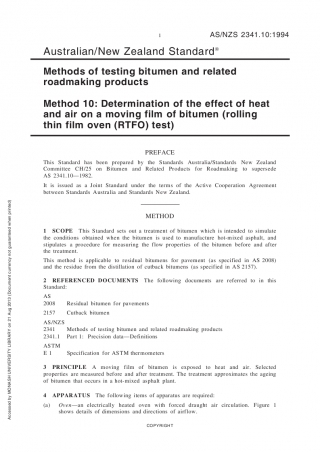 1
AS/NZS 2341.10:1994
Australian/New Zealand Standard®
Methods of testing bitumen and related
roadmaking products
Method 10: Determination of the effect of heat
and air on a moving film of bitumen (rolling
thin film oven (RTFO) test)
PREFACE
This Standard has been prepared by the Standards Australia/Standards New Zealand
Committee CH/25 on Bitumen and Related Products for Roadmaking to supersede
AS 2341.10—1982.
It is issued as a Joint Standard under the terms of the Active Cooperation Agreement
between Standards Australia and Standards New Zealand.
METHOD
1 SCOPE This Standard sets out a treatment of bitumen which is intended to simulate
the conditions obtained when the bitumen is used to manufacture hot-mixed asphalt, and
stipulates a procedure for measuring the flow properties of the bitumen before and after
the treatment.
This method is applicable to residual bitumens for pavement (as specified in AS 2008)
and the residue from the distillation of cutback bitumens (as specified in AS 2157).
2 REFERENCED DOCUMENTS The following documents are referred to in this
Standard:
AS
2008 Residual bitumen for pavements
2157 Cutback bitumen
AS/NZS
2341 Methods of testing bitumen and related roadmaking products
2341.1 Part 1: Precision data—Definitions
ASTM
E 1 Specification for ASTM thermometers
3 PRINCIPLE A moving film of bitumen is exposed to heat and air. Selected
properties are measured before and after treatment. The treatment approximates the ageing
of bitumen that occurs in a hot-mixed asphalt plant.
4 APPARATUS The following items of apparatus are required:
(a) Oven—an electrically heated oven with forced draught air circulation. Figure 1
shows details of dimensions and directions of airflow.
COPYRIGHT
Accessed by MONASH UNIVERSITY LIBRARY on 21 Aug 2013 (Document currency not guaranteed when printed)